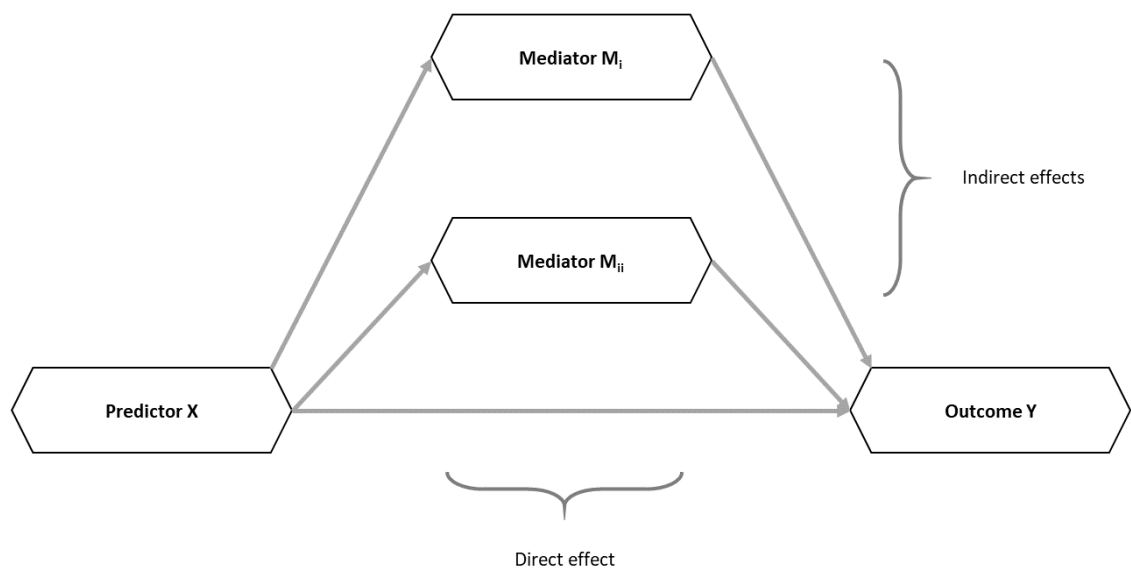 Mediator Mi
Indirect effects
Mediator Mii
Predictor X
Outcome Y
Direct effect